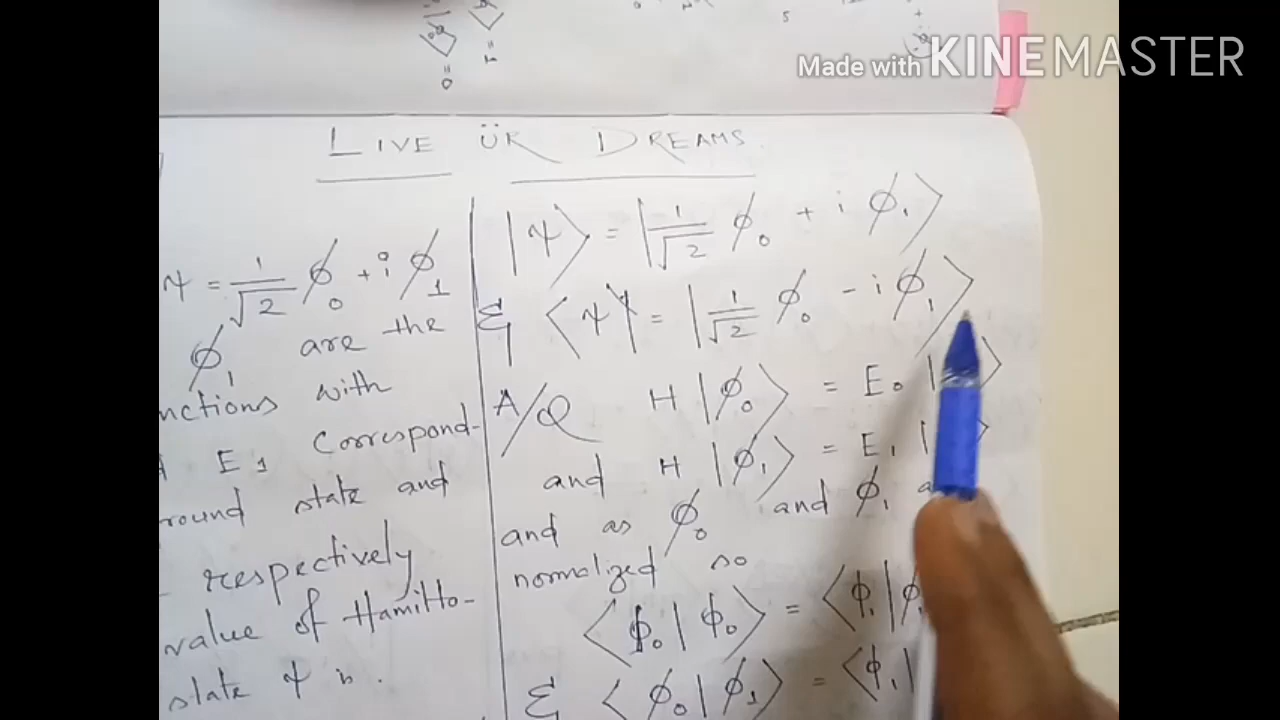 Made with KINEMASTER
LIVE ÜR DREAMS
ψ = 1/√2 ϕ₀ + i ϕ₁
ϕ₁ are the
nctions with
E₁ Correspond-
round state and
respectively
value of Hamilto-
state ψ is.
|ψ⟩ = |1/√2 ϕ₀ + i ϕ₁⟩
& ⟨ψ| = |1/√2 ϕ₀ - i ϕ₁⟩
A/Q H |ϕ₀⟩ = E₀ | ⟩
and H |ϕ₁⟩ = E₁ |
and as ϕ₀ and ϕ₁ a
normalized so
⟨ϕ₀|ϕ₀⟩ = ⟨ϕ₁|ϕ
& ⟨ϕ₀|ϕ₁⟩ = ⟨ϕ₁|